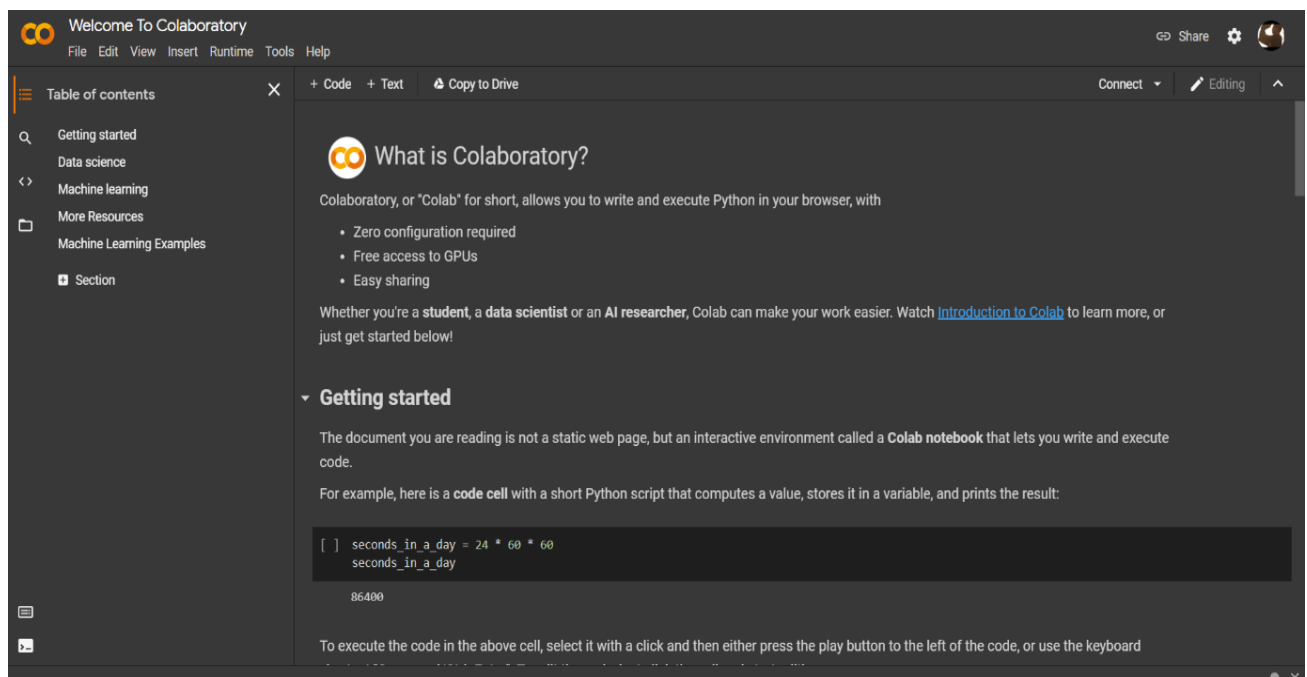 Welcome To Colaboratory
File Edit View Insert Runtime Tools Help
Share
Table of contents
Getting started
Data science
Machine learning
More Resources
Machine Learning Examples
Section
+ Code + Text Copy to Drive
Connect Editing
CO What is Colaboratory?
Colaboratory, or "Colab" for short, allows you to write and execute Python in your browser, with
• Zero configuration required
• Free access to GPUs
• Easy sharing
Whether you're a student, a data scientist or an AI researcher, Colab can make your work easier. Watch Introduction to Colab to learn more, or
just get started below!
Getting started
The document you are reading is not a static web page, but an interactive environment called a Colab notebook that lets you write and execute
code.
For example, here is a code cell with a short Python script that computes a value, stores it in a variable, and prints the result:
[ ] seconds_in_a_day = 24 * 60 * 60
seconds_in_a_day
86400
To execute the code in the above cell, select it with a click and then either press the play button to the left of the code, or use the keyboard